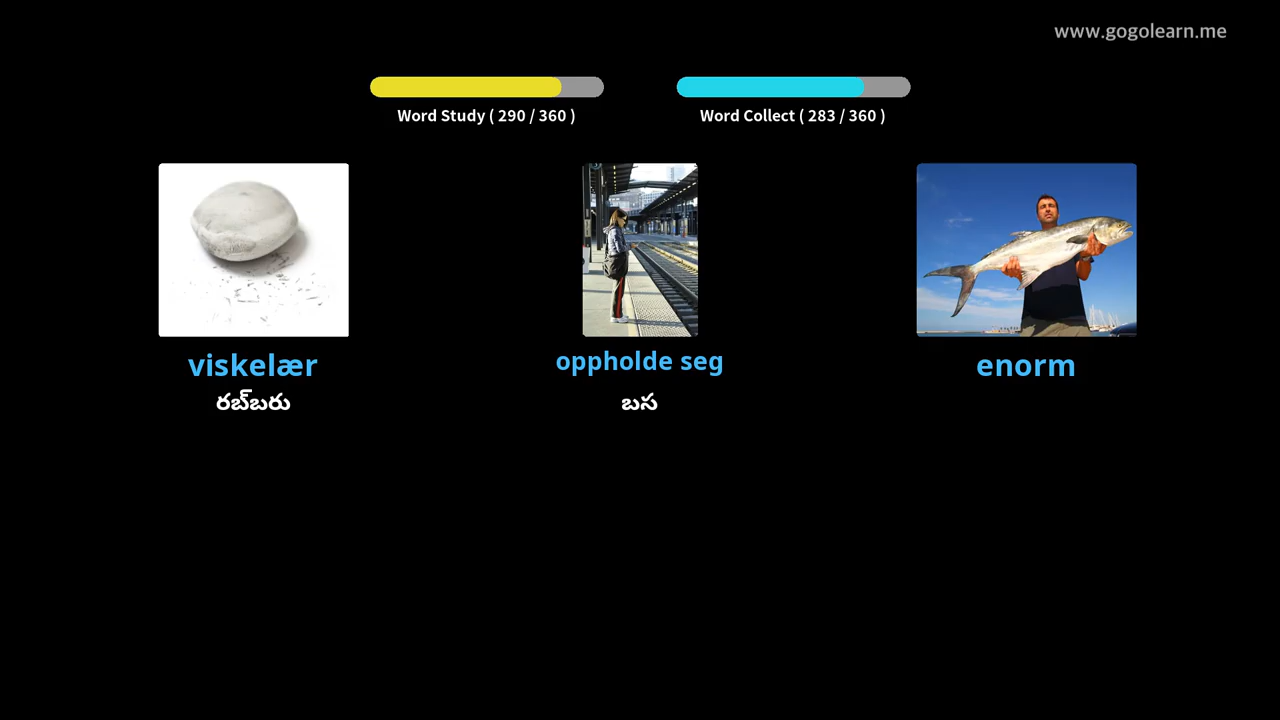 www.gogolearn.me
Word Study ( 290 / 360 )
Word Collect ( 283 / 360 )
viskelær
oppholde seg
enorm
రబ్‌బరు
బస